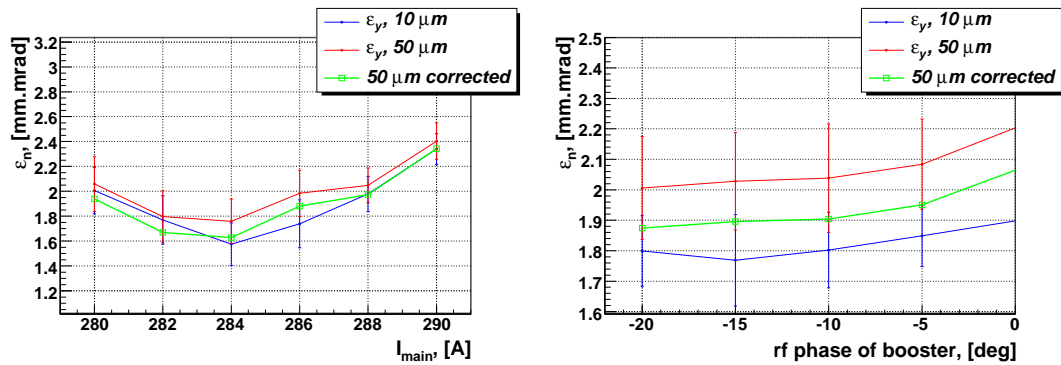 ε_y, 10 μm
ε_y, 50 μm
50 μm corrected
ε_n, [mm.mrad]
3.2
3
2.8
2.6
2.4
2.2
2
1.8
1.6
1.4
1.2
280 282 284 286 288 290
I_main, [A]
ε_y, 10 μm
ε_y, 50 μm
50 μm corrected
ε_n, [mm.mrad]
2.5
2.4
2.3
2.2
2.1
2
1.9
1.8
1.7
1.6
-20 -15 -10 -5 0
rf phase of booster, [deg]